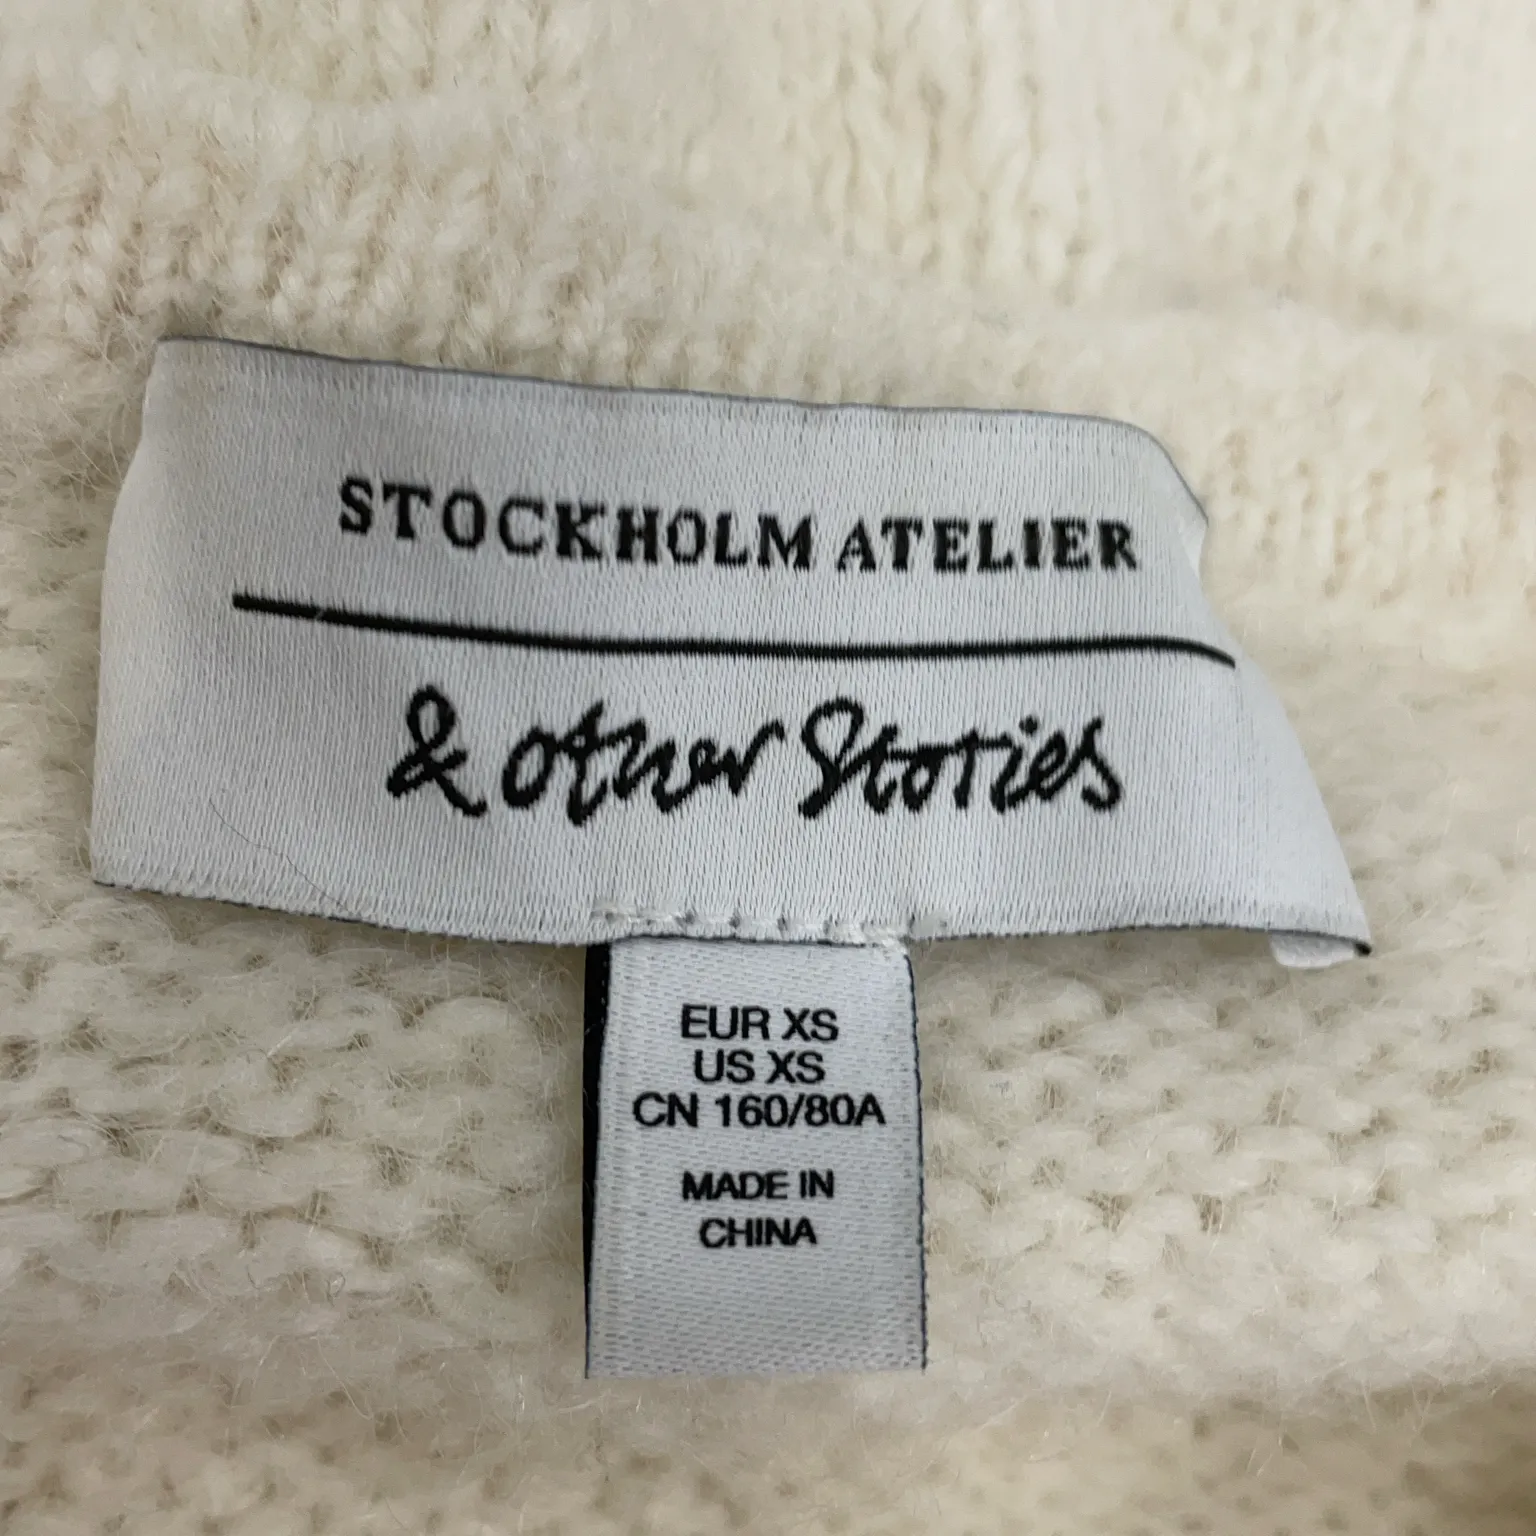 STOCKHOLM ATELIER
& other Stories
EUR XS
US XS
CN 160/80A
MADE IN
CHINA